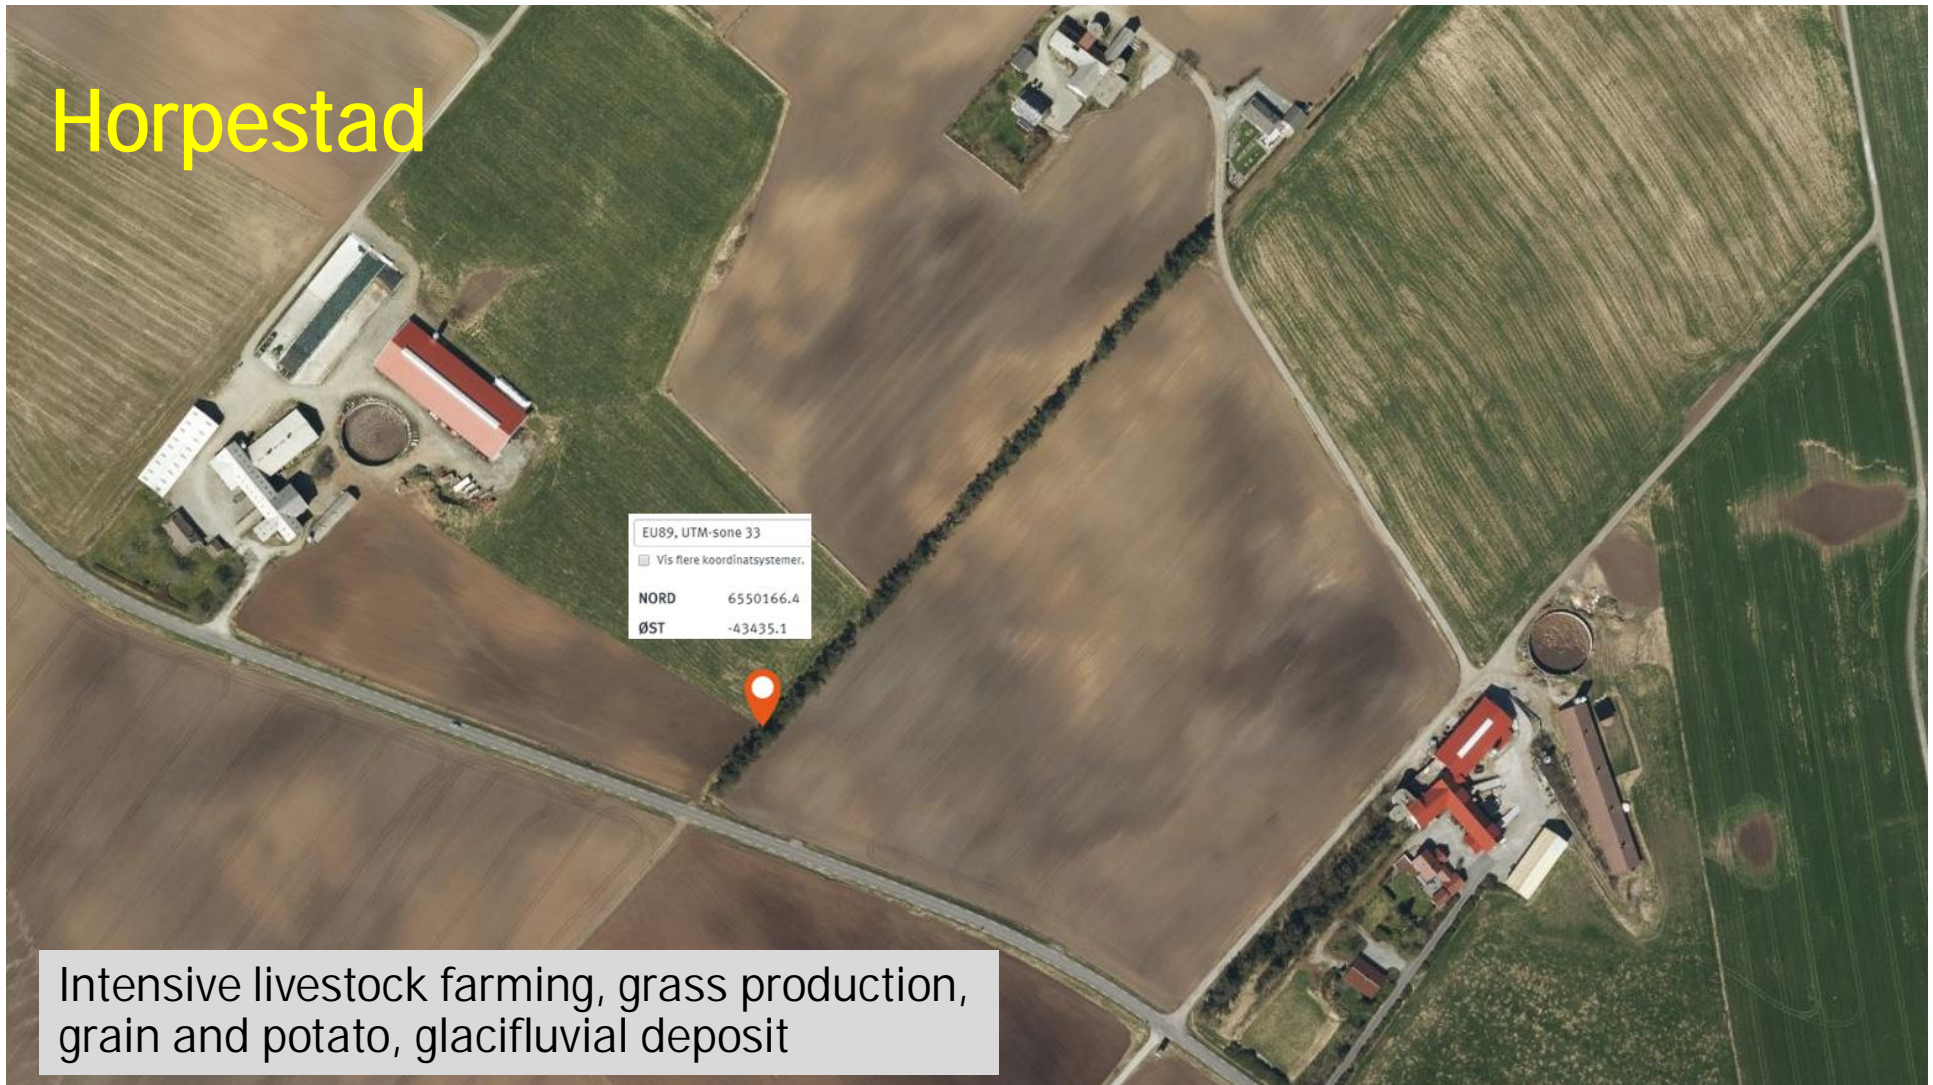 Horpestad
EU89, UTM-sone 33
Vis flere koordinatsystemer.
NORD 6550166.4
ØST -43435.1
Intensive livestock farming, grass production,
grain and potato, glacifluvial deposit